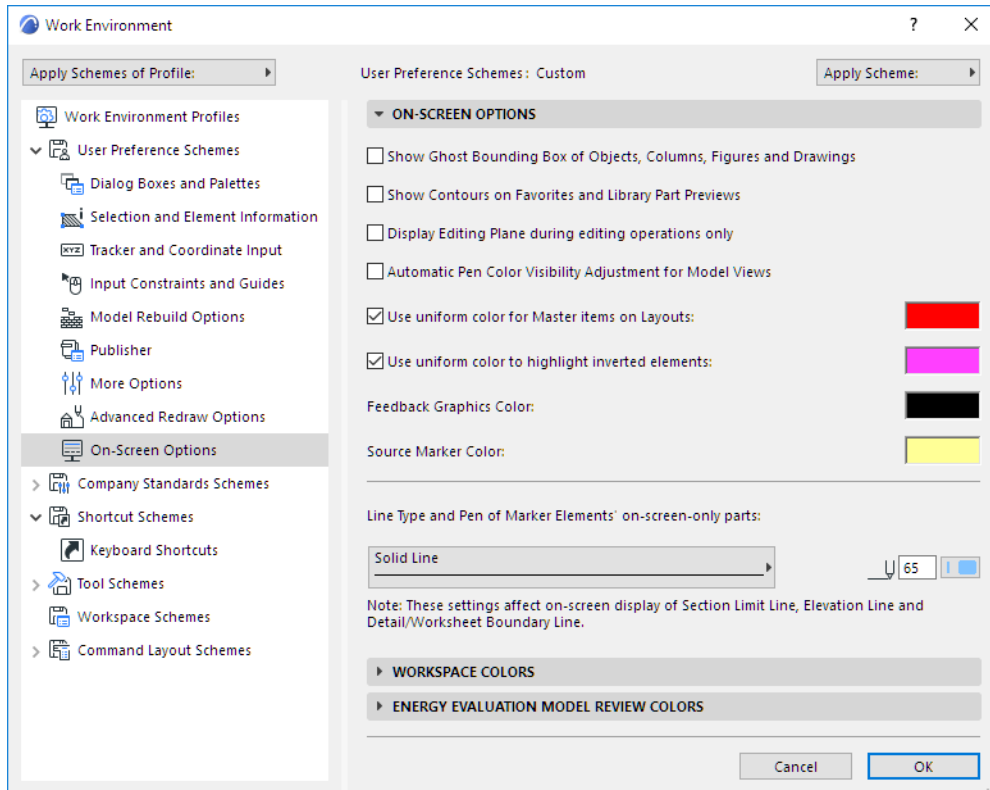 Work Environment
?
Apply Schemes of Profile:
User Preference Schemes : Custom
Apply Scheme:
Work Environment Profiles
User Preference Schemes
Dialog Boxes and Palettes
Selection and Element Information
XYZ Tracker and Coordinate Input
Input Constraints and Guides
Model Rebuild Options
Publisher
More Options
Advanced Redraw Options
On-Screen Options
Company Standards Schemes
Shortcut Schemes
Keyboard Shortcuts
Tool Schemes
Workspace Schemes
Command Layout Schemes
ON-SCREEN OPTIONS
Show Ghost Bounding Box of Objects, Columns, Figures and Drawings
Show Contours on Favorites and Library Part Previews
Display Editing Plane during editing operations only
Automatic Pen Color Visibility Adjustment for Model Views
Use uniform color for Master items on Layouts:
Use uniform color to highlight inverted elements:
Feedback Graphics Color:
Source Marker Color:
Line Type and Pen of Marker Elements' on-screen-only parts:
Solid Line
65
Note: These settings affect on-screen display of Section Limit Line, Elevation Line and
Detail/Worksheet Boundary Line.
WORKSPACE COLORS
ENERGY EVALUATION MODEL REVIEW COLORS
Cancel
OK